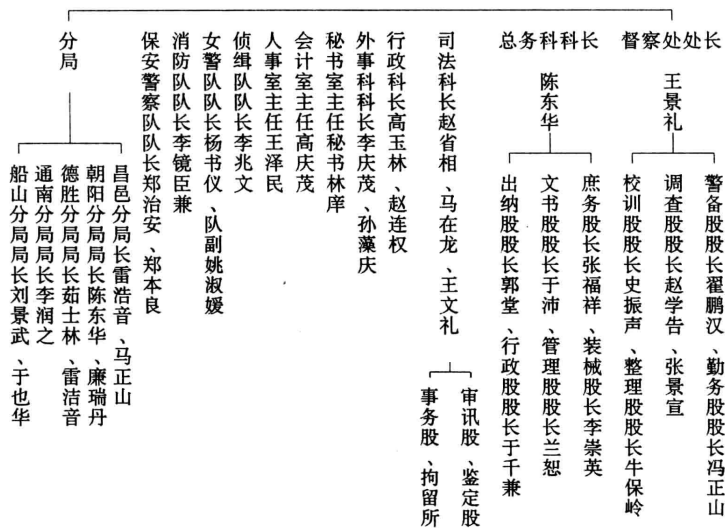 督察处处长
王景礼
警备股股长翟鹏汉、勤务股股长冯正山
调查股股长赵学告、张景宣
校训股股长史振声、整理股股长牛保岭
总务科科长
陈东华
庶务股长张福祥、装械股长李崇英
文书股股长于沛、管理股股长兰恕
出纳股股长郭堂、行政股股长于千兼
司法科长赵省相、马在龙、王文礼
审讯股、鉴定股
事务股、拘留所
行政科长高玉林、赵连权
外事科科长李庆茂、孙藻庆
秘书室主任秘书林庠
会计室主任高庆茂
人事室主任王泽民
侦缉队队长李兆文
女警队队长杨书仪、队副姚淑媛
消防队队长李镜臣兼
保安警察队队长郑治安、郑本良
分局
昌邑分局长雷浩音、马正山
朝阳分局局长陈东华、廉瑞丹
德胜分局局长茹士林、雷洁音
通南分局局长李润之
船山分局局长刘景武、于也华